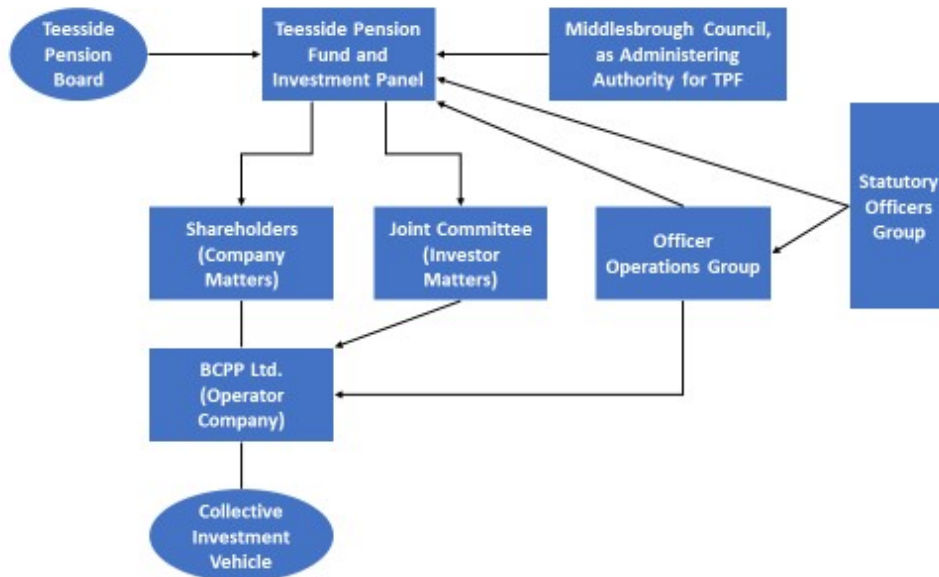 Teesside
Pension
Board
Teesside Pension
Fund and
Investment Panel
Middlesbrough Council,
as Administering
Authority for TPF
Statutory
Officers
Group
Shareholders
(Company
Matters)
Joint Committee
(Investor
Matters)
Officer
Operations Group
BCPP Ltd.
(Operator
Company)
Collective
Investment
Vehicle